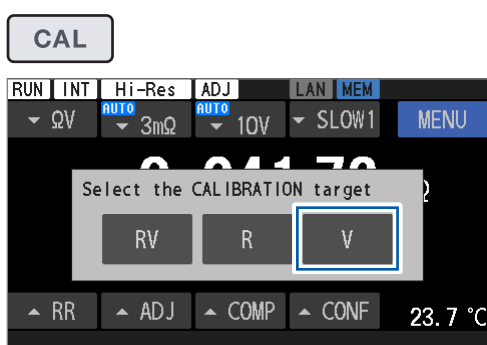 CAL
RUN INT Hi-Res ADJ LAN MEM
ΩV AUTO 3mΩ AUTO 10V SLOW1 MENU
Select the CALIBRATION target
RV R V
RR ADJ COMP CONF 23.7 °C